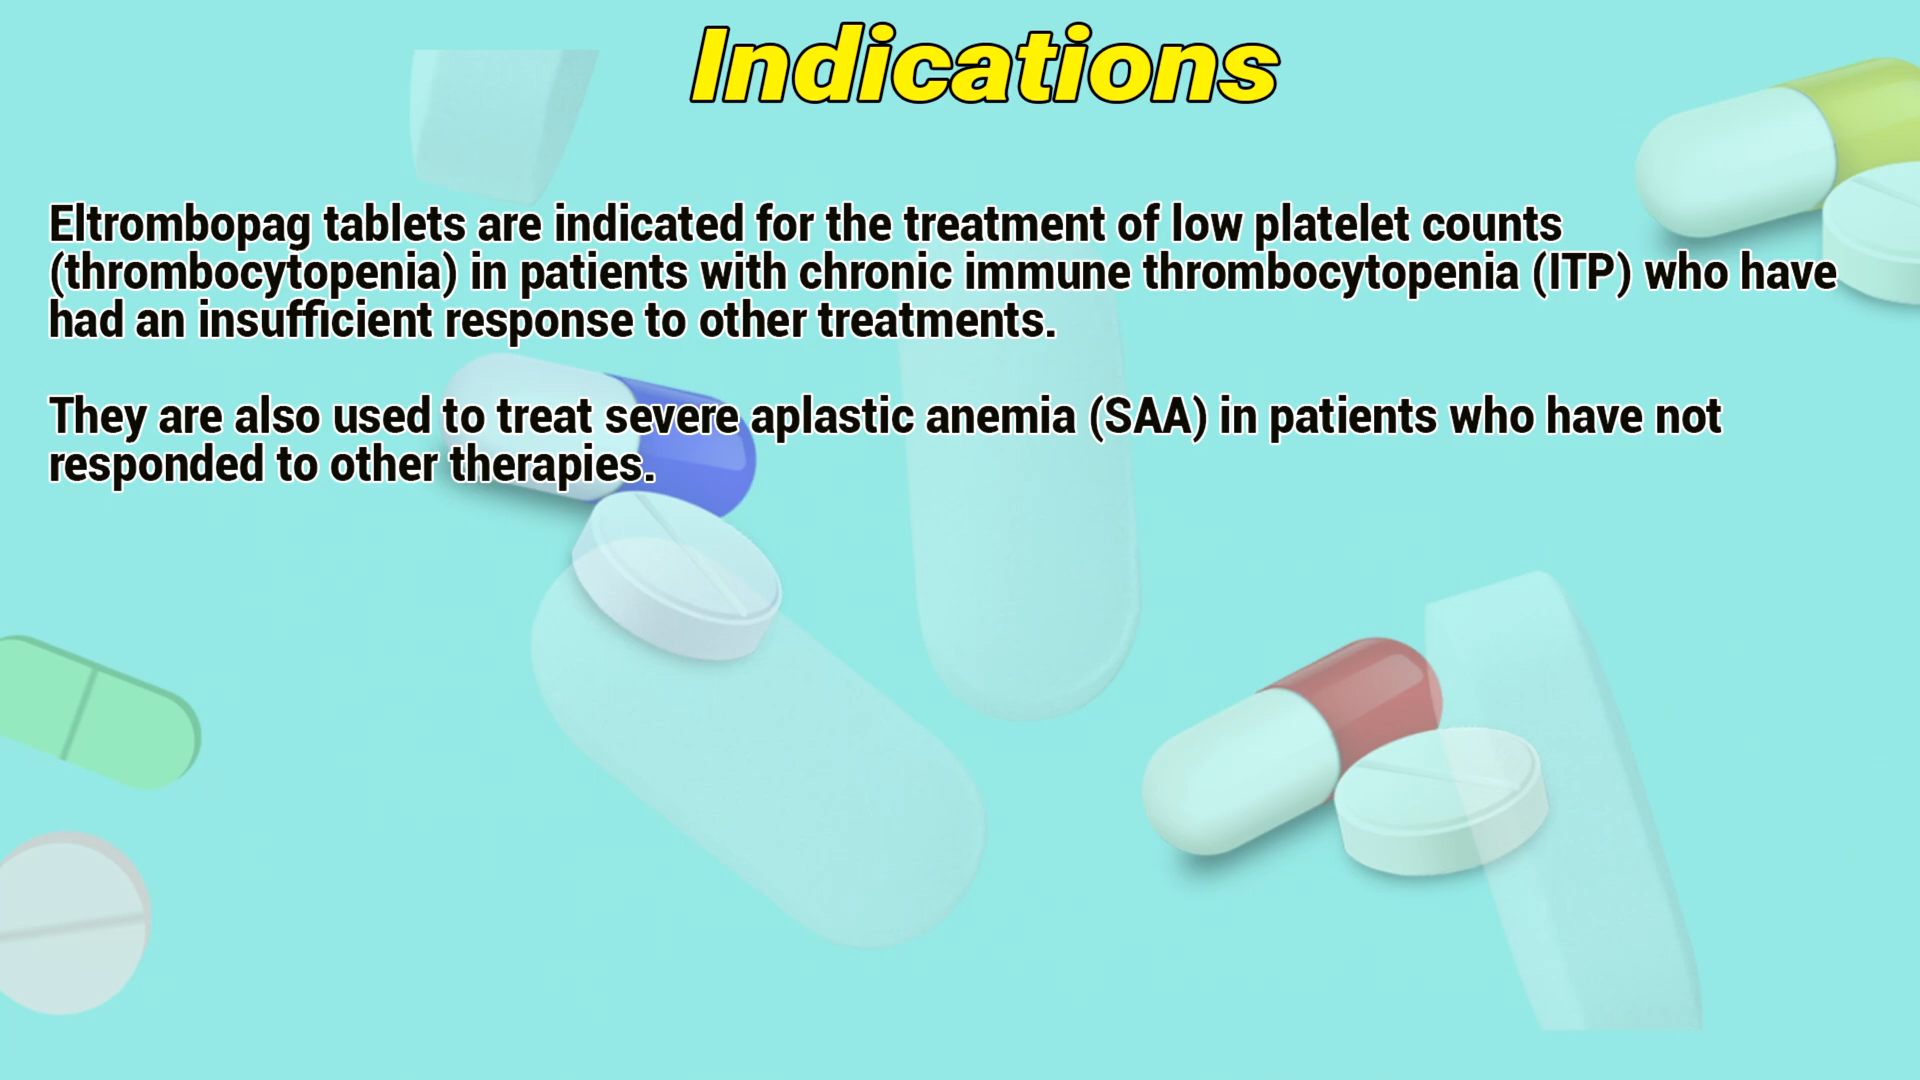 Indications
Eltrombopag tablets are indicated for the treatment of low platelet counts
(thrombocytopenia) in patients with chronic immune thrombocytopenia (ITP) who have
had an insufficient response to other treatments.
They are also used to treat severe aplastic anemia (SAA) in patients who have not
responded to other therapies.